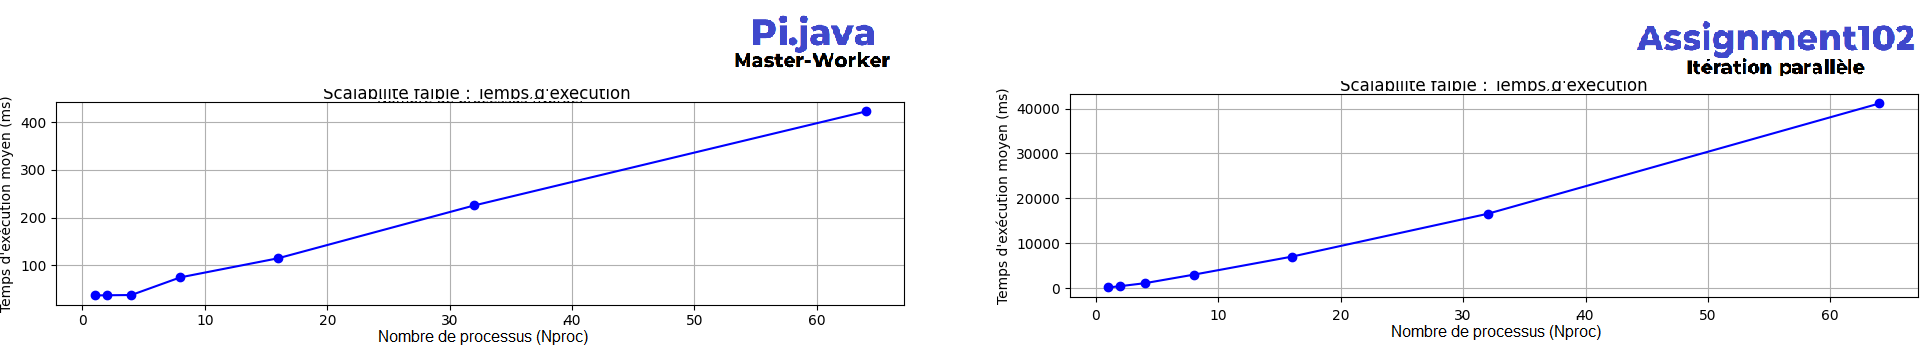 Pi.java
Master-Worker
Scalabilité faible : Temps d'exécution
Temps d'exécution moyen (ms)
400
300
200
100
0 10 20 30 40 50 60
Nombre de processus (Nproc)
Assignment102
Itération parallèle
Scalabilité faible : Temps d'exécution
Temps d'exécution moyen (ms)
40000
30000
20000
10000
0
0 10 20 30 40 50 60
Nombre de processus (Nproc)